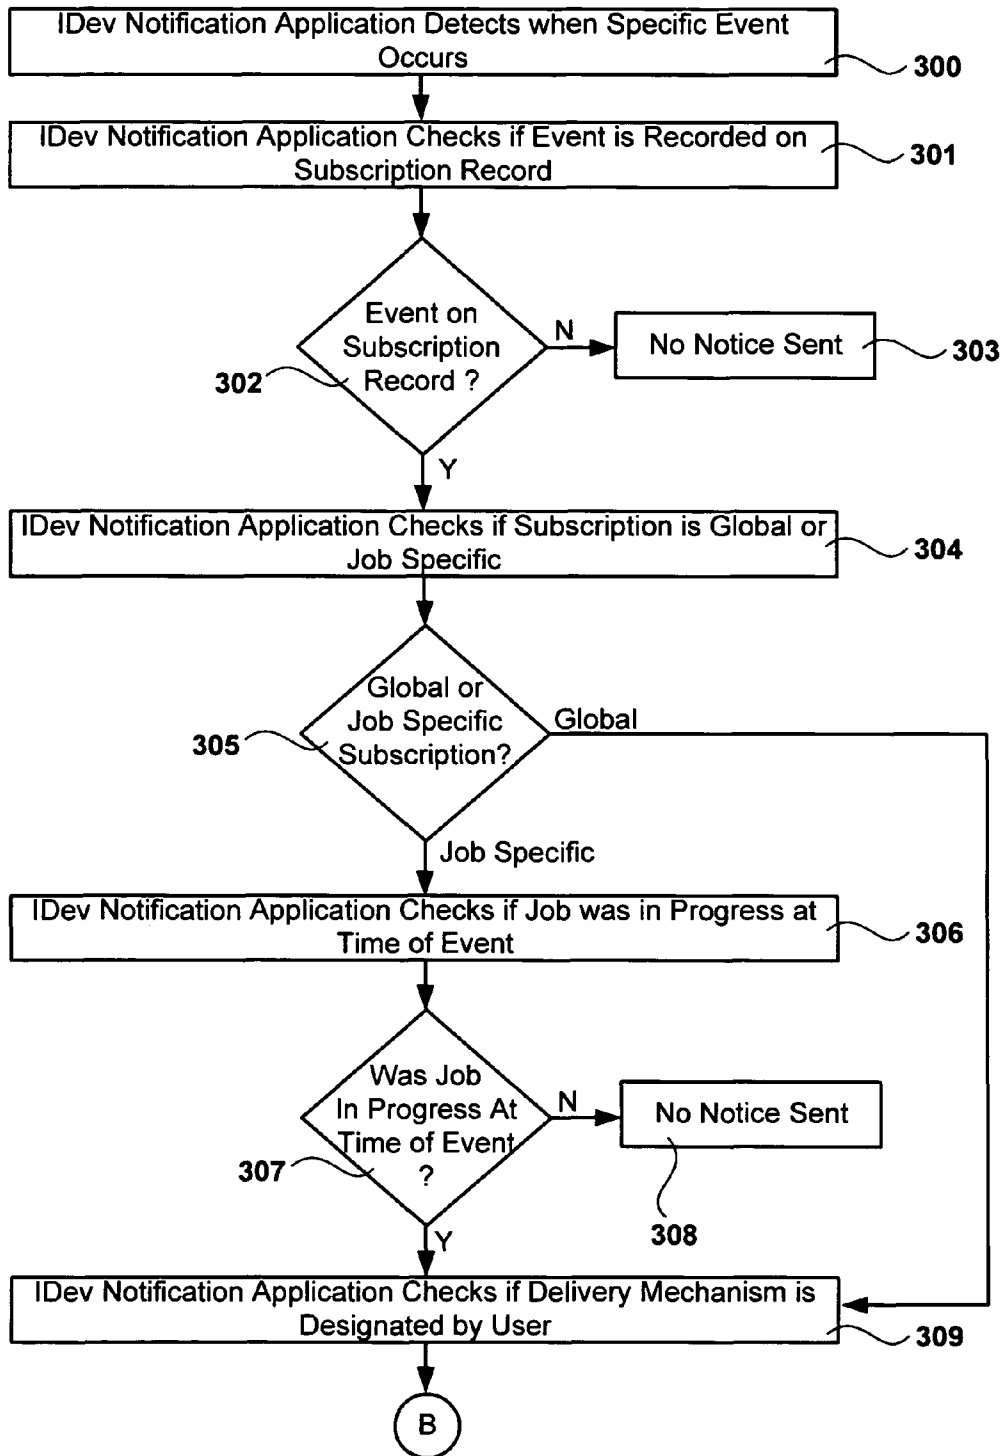 IDev Notification Application Detects when Specific Event
Occurs
300
IDev Notification Application Checks if Event is Recorded on
Subscription Record
301
Event on
Subscription
Record ?
302
N
No Notice Sent
303
Y
IDev Notification Application Checks if Subscription is Global or
Job Specific
304
Global or
Job Specific
Subscription?
305
Global
Job Specific
IDev Notification Application Checks if Job was in Progress at
Time of Event
306
Was Job
In Progress At
Time of Event
?
307
N
No Notice Sent
308
Y
IDev Notification Application Checks if Delivery Mechanism is
Designated by User
309
B